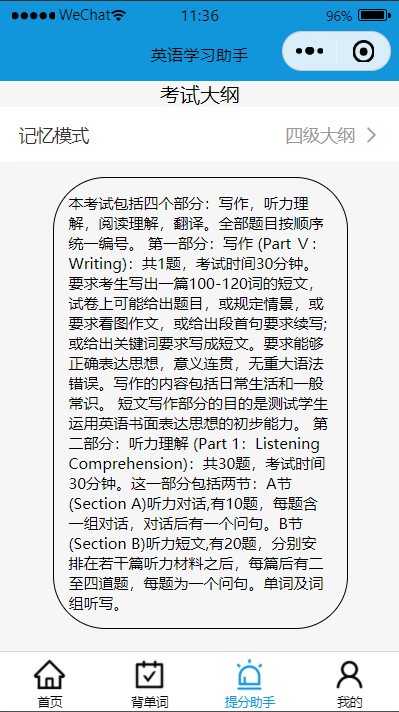 WeChat 11:36 96%
英语学习助手
考试大纲
记忆模式 四级大纲
本考试包括四个部分：写作，听力理
解，阅读理解，翻译。全部题目按顺序
统一编号。 第一部分：写作 (Part Ⅴ：
Writing)：共1题，考试时间30分钟。
要求考生写出一篇100-120词的短文，
试卷上可能给出题目，或规定情景，或
要求看图作文，或给出段首句要求续写;
或给出关键词要求写成短文。要求能够
正确表达思想，意义连贯，无重大语法
错误。写作的内容包括日常生活和一般
常识。 短文写作部分的目的是测试学生
运用英语书面表达思想的初步能力。 第
二部分：听力理解 (Part 1：Listening
Comprehension)：共30题，考试时间
30分钟。这一部分包括两节：A节
(Section A)听力对话,有10题，每题含
一组对话，对话后有一个问句。B节
(Section B)听力短文,有20题，分别安
排在若干篇听力材料之后，每篇后有二
至四道题，每题为一个问句。单词及词
组听写。
首页 背单词 提分助手 我的